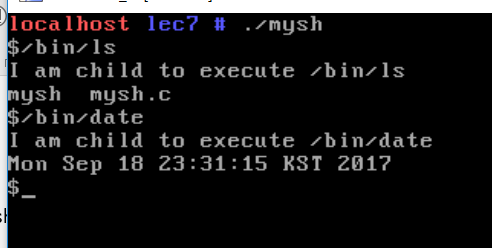 localhost lec7 # ./mysh
$/bin/ls
I am child to execute /bin/ls
mysh  mysh.c
$/bin/date
I am child to execute /bin/date
Mon Sep 18 23:31:15 KST 2017
$_